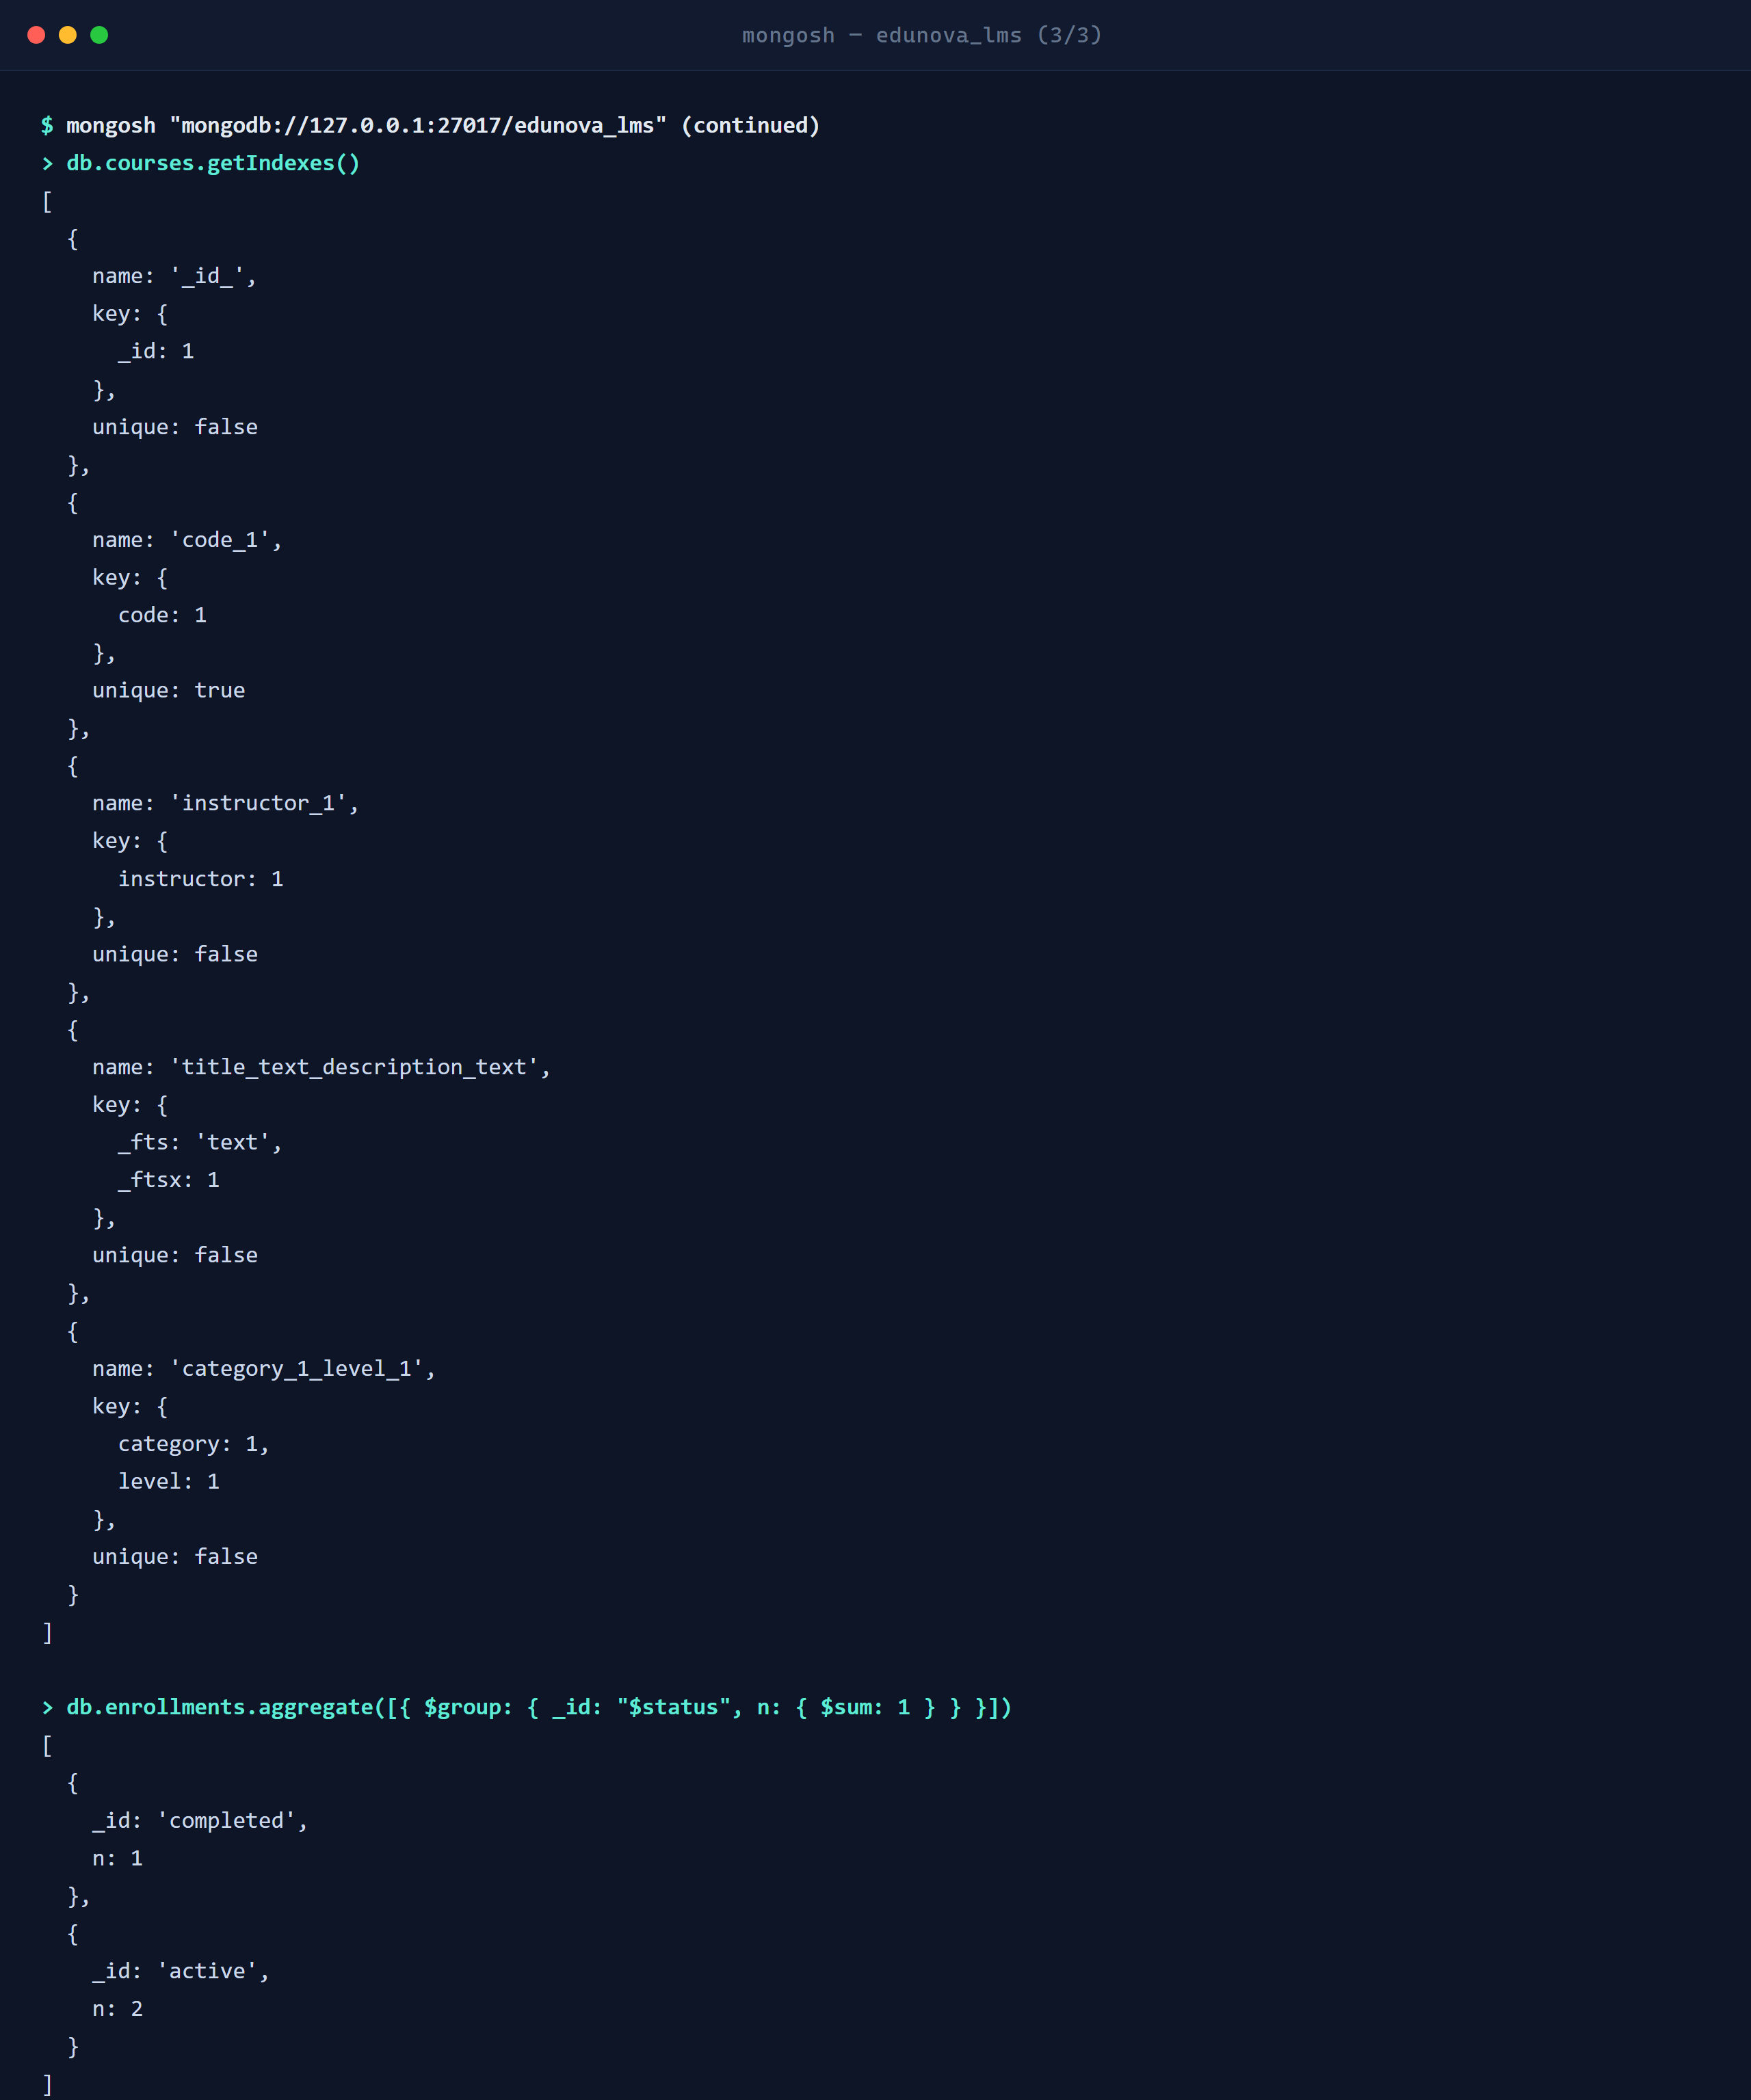 mongosh — edunova_lms (3/3)
$ mongosh "mongodb://127.0.0.1:27017/edunova_lms" (continued)
> db.courses.getIndexes()
[
  {
    name: '_id_',
    key: {
      _id: 1
    },
    unique: false
  },
  {
    name: 'code_1',
    key: {
      code: 1
    },
    unique: true
  },
  {
    name: 'instructor_1',
    key: {
      instructor: 1
    },
    unique: false
  },
  {
    name: 'title_text_description_text',
    key: {
      _fts: 'text',
      _ftsx: 1
    },
    unique: false
  },
  {
    name: 'category_1_level_1',
    key: {
      category: 1,
      level: 1
    },
    unique: false
  }
]

> db.enrollments.aggregate([{ $group: { _id: "$status", n: { $sum: 1 } } }])
[
  {
    _id: 'completed',
    n: 1
  },
  {
    _id: 'active',
    n: 2
  }
]